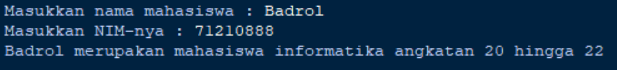 Masukkan nama mahasiswa : Badrol
Masukkan NIM-nya : 71210888
Badrol merupakan mahasiswa informatika angkatan 20 hingga 22